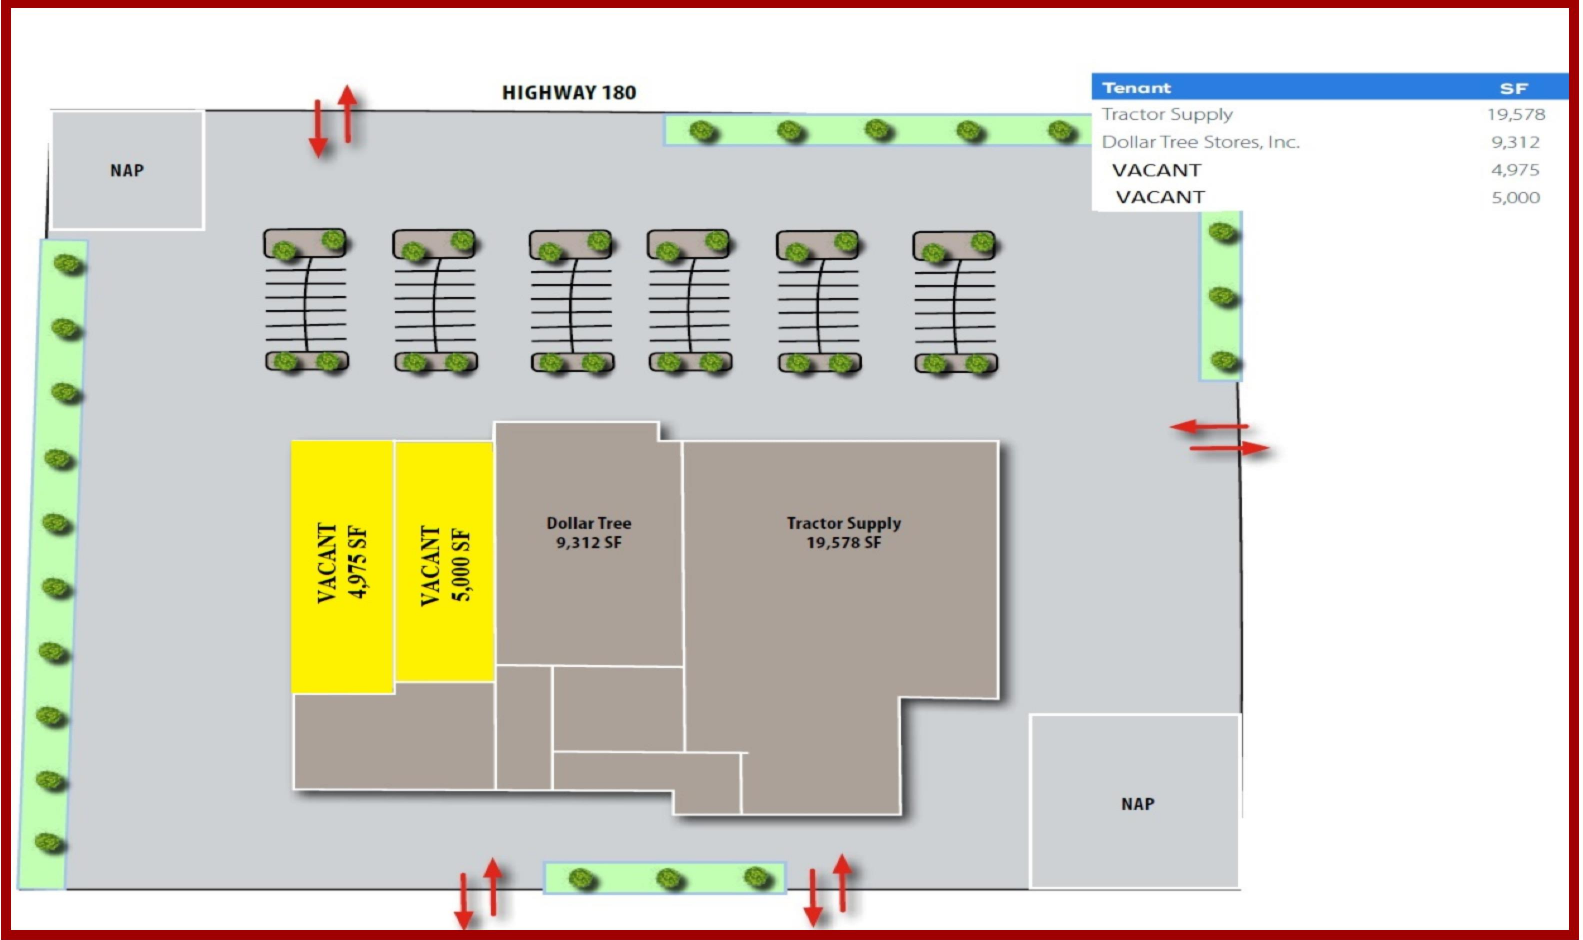 HIGHWAY 180
Tenant SF
Tractor Supply 19,578
Dollar Tree Stores, Inc. 9,312
VACANT 4,975
VACANT 5,000
NAP
VACANT
4,975 SF
VACANT
5,000 SF
Dollar Tree
9,312 SF
Tractor Supply
19,578 SF
NAP